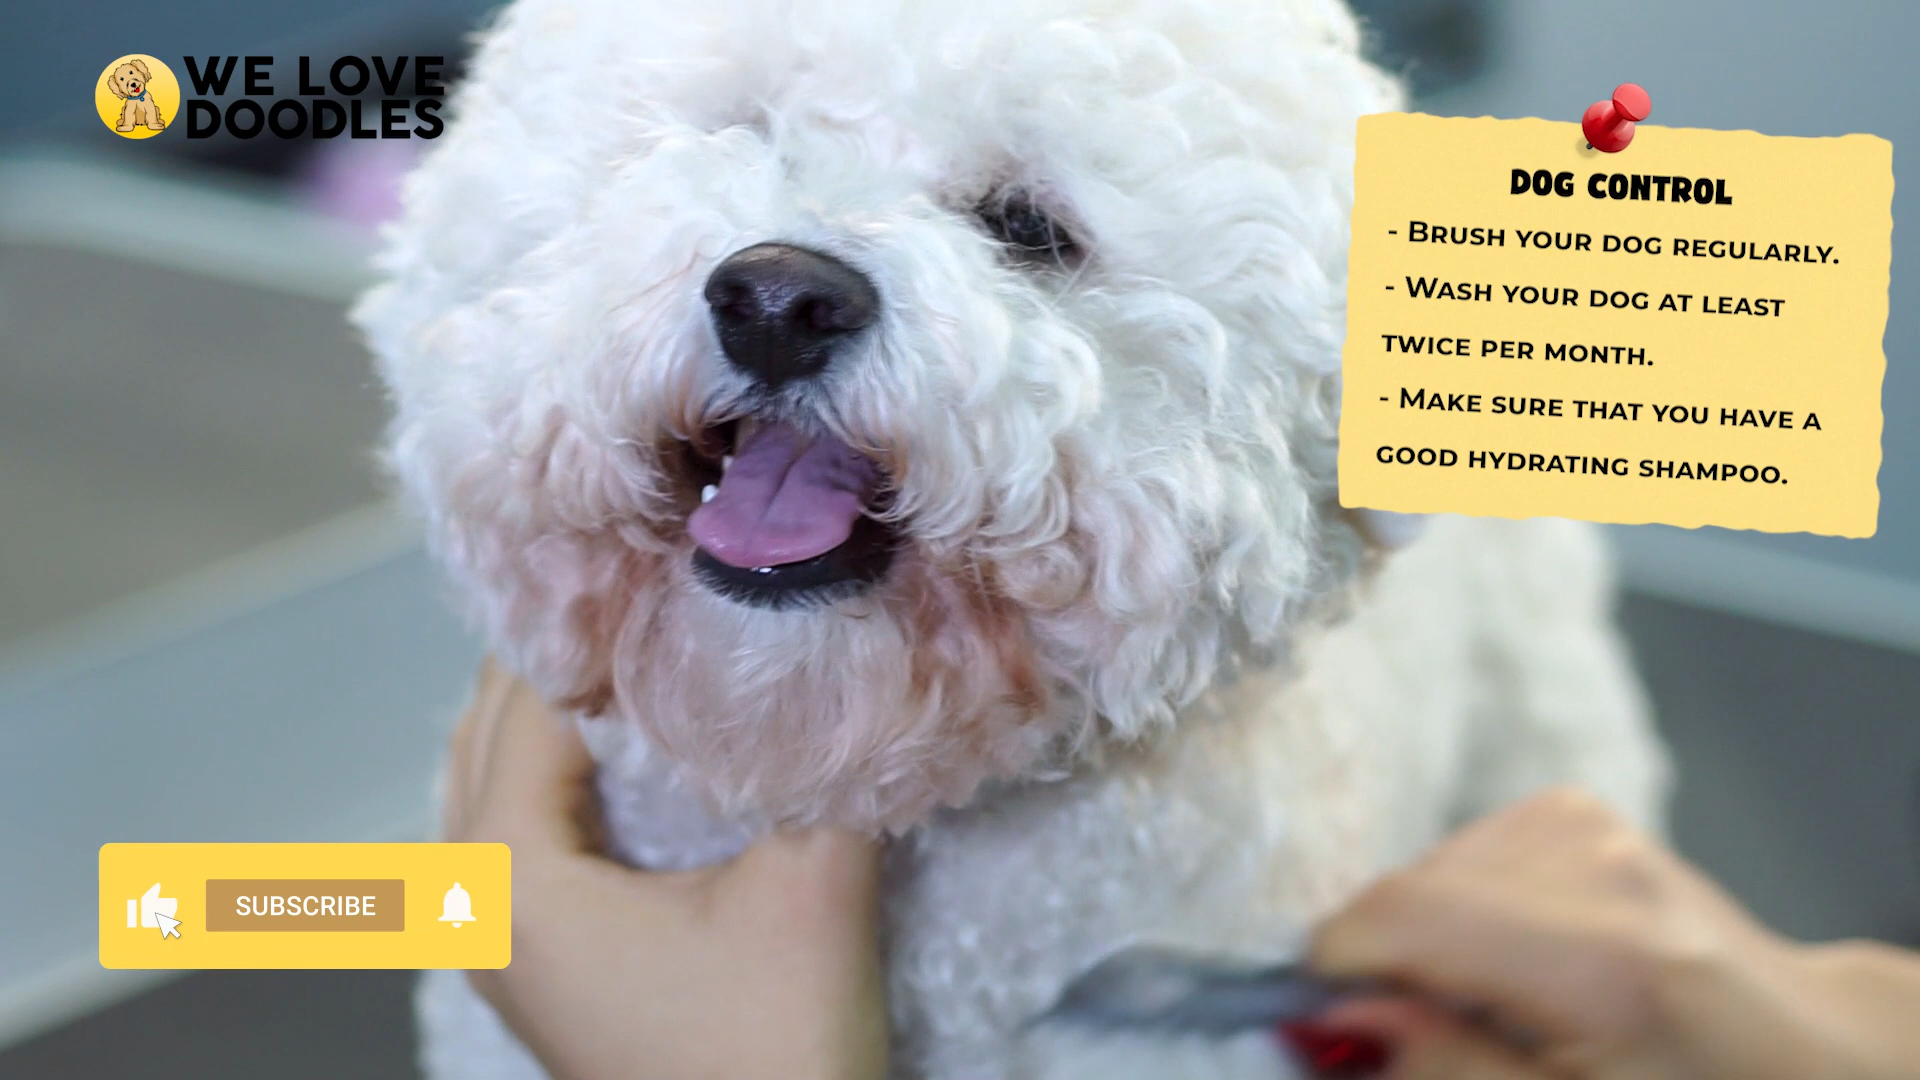 WE LOVE
DOODLES
DOG CONTROL
- BRUSH YOUR DOG REGULARLY.
- WASH YOUR DOG AT LEAST
TWICE PER MONTH.
- MAKE SURE THAT YOU HAVE A
GOOD HYDRATING SHAMPOO.
SUBSCRIBE